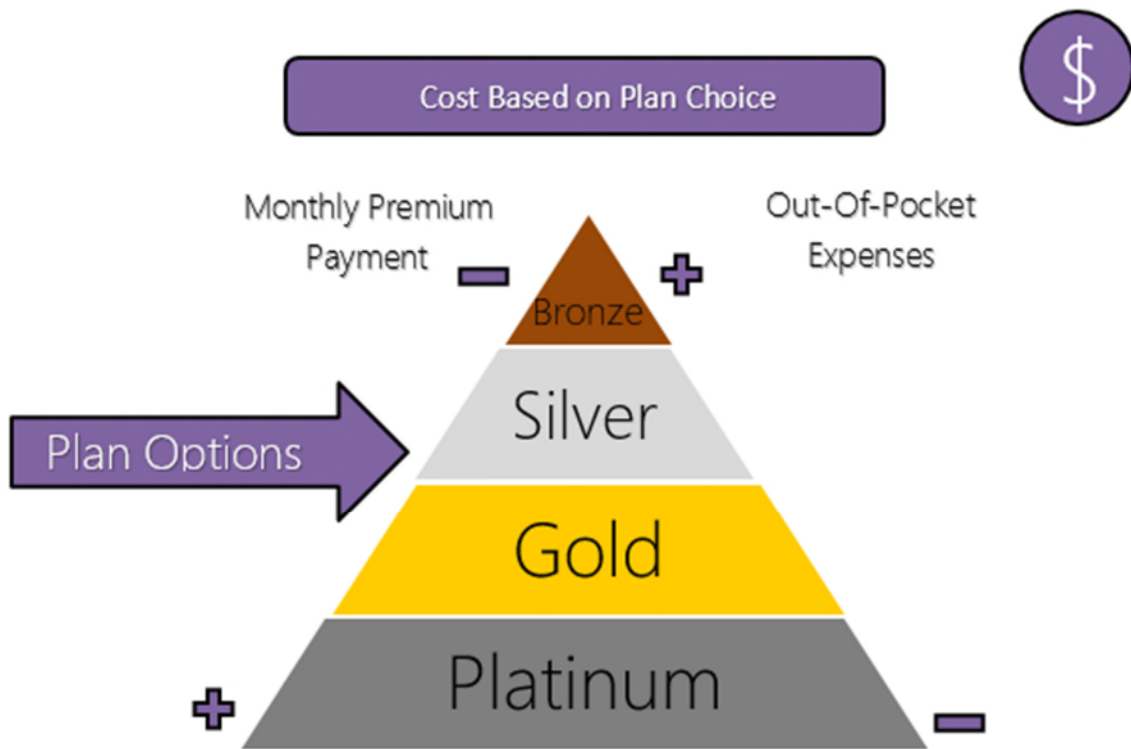 $
Cost Based on Plan Choice
Monthly Premium
Payment
Out-Of-Pocket
Expenses
Bronze
Silver
Plan Options
Gold
Platinum